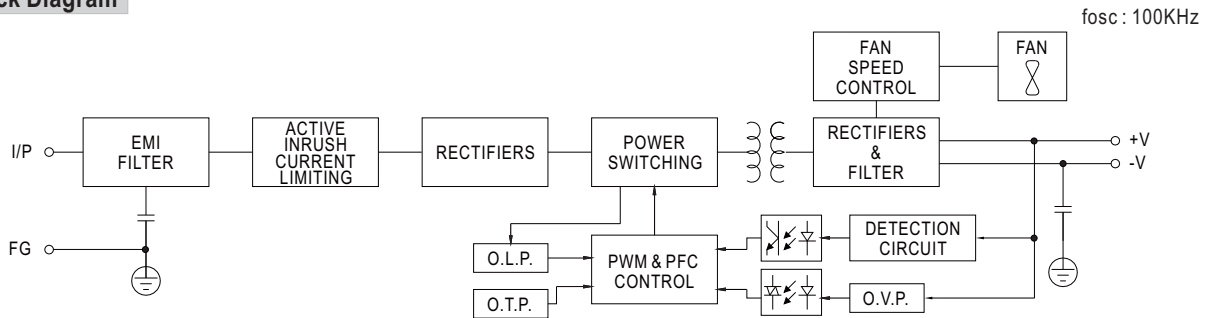 ck Diagram
fosc : 100KHz
FAN
SPEED
CONTROL
FAN
I/P
EMI
FILTER
ACTIVE
INRUSH
CURRENT
LIMITING
RECTIFIERS
POWER
SWITCHING
RECTIFIERS
&
FILTER
+V
-V
FG
O.L.P.
O.T.P.
PWM & PFC
CONTROL
DETECTION
CIRCUIT
O.V.P.